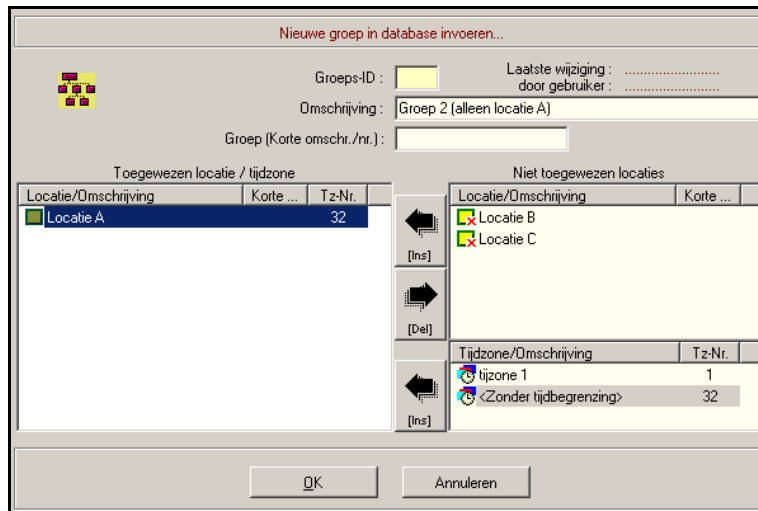 Nieuwe groep in database invoeren...
Groeps-ID :
Laatste wijziging : ........................
door gebruiker : ........................
Omschrijving : Groep 2 (alleen locatie A)
Groep (Korte omschr./nr.) :
Toegewezen locatie / tijdzone
Locatie/Omschrijving Korte ... Tz-Nr.
Locatie A 32
[Ins]
[Del]
[Ins]
Niet toegewezen locaties
Locatie/Omschrijving Korte ...
Locatie B
Locatie C
Tijdzone/Omschrijving Tz-Nr.
tijzone 1 1
<Zonder tijdbegrenzing> 32
OK
Annuleren